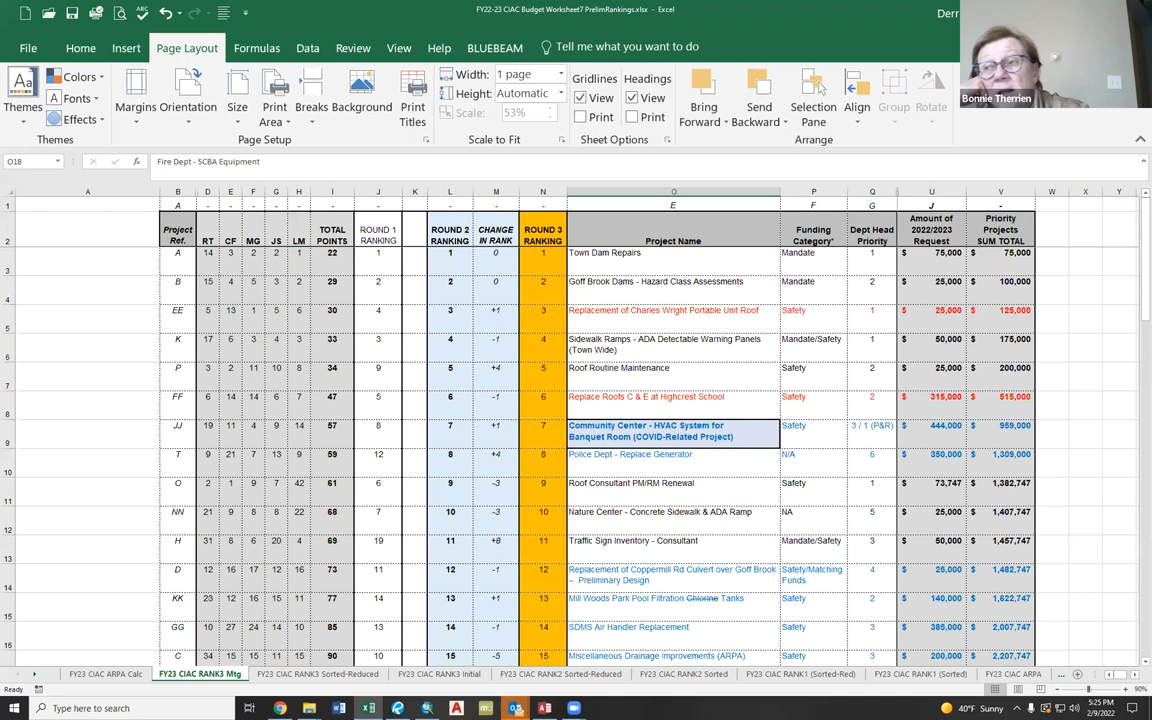 FY22-23 CIAC Budget Worksheet7 PrelimRankings.xlsx - Excel
Derr
File Home Insert Page Layout Formulas Data Review View Help BLUEBEAM Tell me what you want to do
Bonnie Therrien
Aa
Themes
Colors
Fonts
Effects
Themes
Margins
Orientation
Size
Print Area
Breaks
Background
Print Titles
Page Setup
Width: 1 page
Height: Automatic
Scale: 53%
Scale to Fit
Gridlines
View
Print
Headings
View
Print
Sheet Options
Bring Forward
Send Backward
Selection Pane
Align
Group
Rotate
Arrange
O18 fx Fire Dept - SCBA Equipment
A B D E F G H I J K L M N O P Q U V W X Y
1 A - - - - - - - - - - - E F G J -
2 Project Ref. RT CF MG JS LM TOTAL POINTS ROUND 1 RANKING ROUND 2 RANKING CHANGE IN RANK ROUND 3 RANKING Project Name Funding Category* Dept Head Priority Amount of 2022/2023 Request Priority Projects SUM TOTAL
3 A 14 3 2 2 1 22 1 1 0 1 Town Dam Repairs Mandate 1 $ 75,000 $ 75,000
4 B 15 4 5 3 2 29 2 2 0 2 Goff Brook Dams - Hazard Class Assessments Mandate 2 $ 25,000 $ 100,000
5 EE 5 13 1 5 6 30 4 3 +1 3 Replacement of Charles Wright Portable Unit Roof Safety 1 $ 25,000 $ 125,000
6 K 17 6 3 4 3 33 3 4 -1 4 Sidewalk Ramps - ADA Detectable Warning Panels (Town Wide) Mandate/Safety 1 $ 50,000 $ 175,000
7 P 3 2 11 10 8 34 9 5 +4 5 Roof Routine Maintenance Safety 2 $ 25,000 $ 200,000
8 FF 6 14 14 6 7 47 5 6 -1 6 Replace Roofs C & E at Highcrest School Safety 2 $ 315,000 $ 515,000
9 JJ 19 11 4 9 14 57 8 7 +1 7 Community Center - HVAC System for Banquet Room (COVID-Related Project) Safety 3 / 1 (P&R) $ 444,000 $ 959,000
10 T 9 21 7 13 9 59 12 8 +4 8 Police Dept - Replace Generator N/A 6 $ 350,000 $ 1,309,000
11 O 2 1 9 7 42 61 6 9 -3 9 Roof Consultant PM/RM Renewal Safety 1 $ 73,747 $ 1,382,747
12 NN 21 9 8 8 22 68 7 10 -3 10 Nature Center - Concrete Sidewalk & ADA Ramp NA 5 $ 25,000 $ 1,407,747
13 H 31 8 6 20 4 69 19 11 +8 11 Traffic Sign Inventory - Consultant Mandate/Safety 3 $ 50,000 $ 1,457,747
14 D 12 16 17 12 16 73 11 12 -1 12 Replacement of Coppermill Rd Culvert over Goff Brook – Preliminary Design Safety/Matching Funds 4 $ 25,000 $ 1,482,747
15 KK 23 12 16 15 11 77 14 13 +1 13 Mill Woods Park Pool Filtration Chlorine Tanks Safety 2 $ 140,000 $ 1,622,747
16 GG 10 27 24 14 10 85 13 14 -1 14 SDMS Air Handler Replacement Safety 3 $ 385,000 $ 2,007,747
C 34 15 15 11 15 90 10 15 -5 15 Miscellaneous Drainage Improvements (ARPA) Safety 3 $ 200,000 $ 2,207,747
FY23 CIAC ARPA Calc FY23 CIAC RANK3 Mtg FY23 CIAC RANK3 Sorted-Reduced FY23 CIAC RANK3 Initial FY23 CIAC RANK2 Sorted-Reduced FY23 CIAC RANK2 Sorted FY23 CIAC RANK1 (Sorted-Red) FY23 CIAC RANK1 (Sorted) FY23 CIAC ARPA ...
Ready 90%
Type here to search 40°F Sunny 5:25 PM
2/9/2022